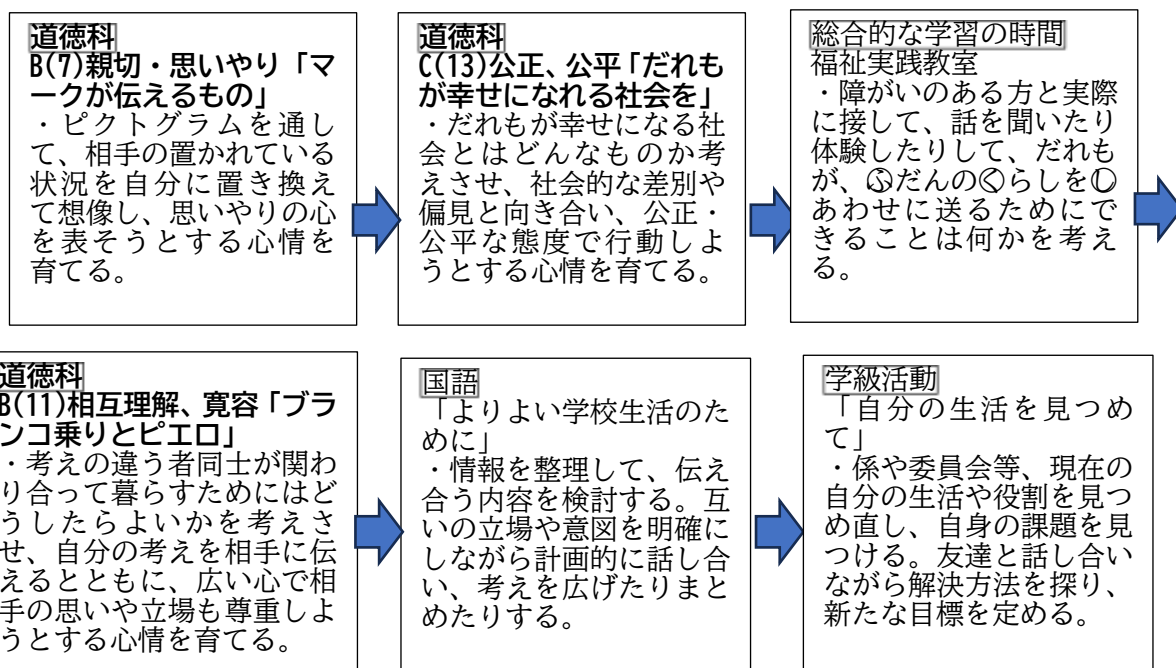 道徳科
B(7)親切・思いやり「マ
ークが伝えるもの」
・ピクトグラムを通し
て、相手の置かれている
状況を自分に置き換え
て想像し、思いやりの心
を表そうとする心情を
育てる。
道徳科
C(13)公正、公平「だれも
が幸せになれる社会を」
・だれもが幸せになる社
会とはどんなものか考
えさせ、社会的な差別や
偏見と向き合い、公正・
公平な態度で行動しよ
うとする心情を育てる。
総合的な学習の時間
福祉実践教室
・障がいのある方と実際
に接して、話を聞いたり
体験したりして、だれも
が、ふだんのくらしをし
あわせに送るためにで
きることは何かを考え
る。
道徳科
B(11)相互理解、寛容「ブラ
ンコ乗りとピエロ」
・考えの違う者同士が関わ
り合って暮らすためにはど
うしたらよいかを考えさ
せ、自分の考えを相手に伝
えるとともに、広い心で相
手の思いや立場も尊重しよ
うとする心情を育てる。
国語
「よりよい学校生活のた
めに」
・情報を整理して、伝え
合う内容を検討する。互
いの立場や意図を明確に
しながら計画的に話し合
い、考えを広げたりまと
めたりする。
学級活動
「自分の生活を見つめ
て」
・係や委員会等、現在の
自分の生活や役割を見つ
め直し、自身の課題を見
つける。友達と話し合い
ながら解決方法を探り、
新たな目標を定める。